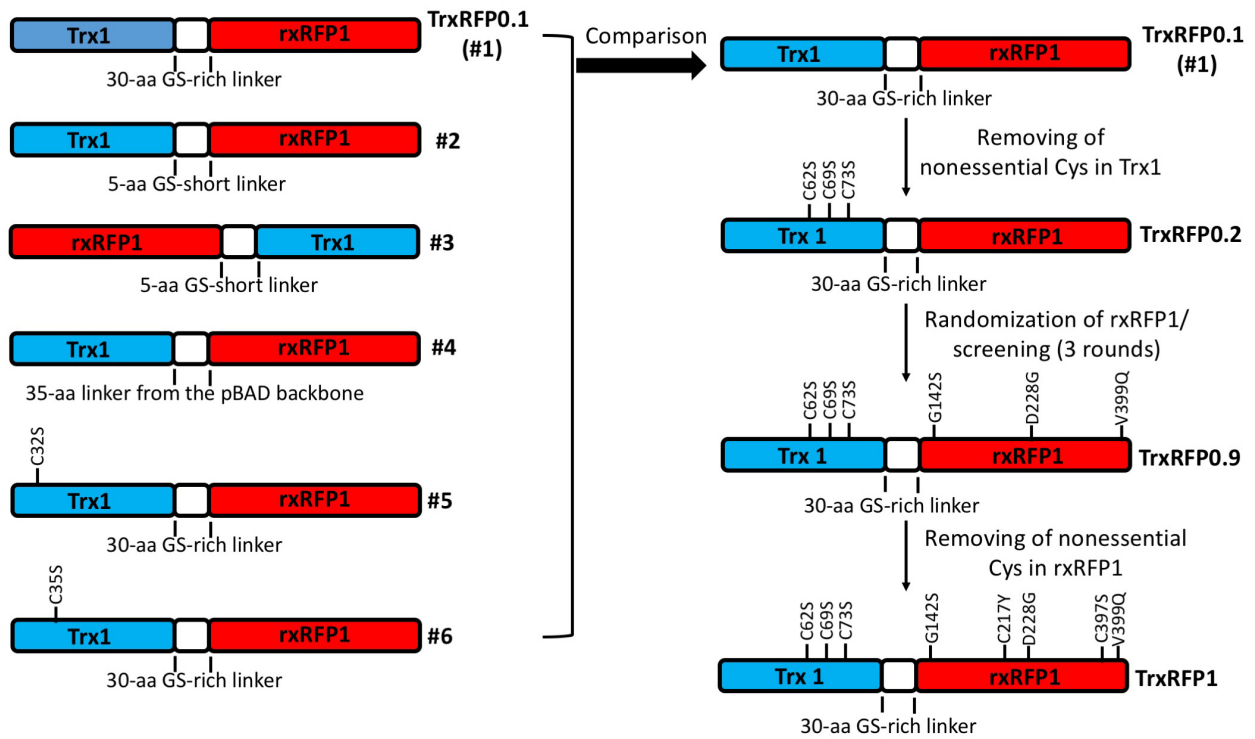 Trx1 rxRFP1 TrxRFP0.1
(#1)
30-aa GS-rich linker
Trx1 rxRFP1 #2
5-aa GS-short linker
rxRFP1 Trx1 #3
5-aa GS-short linker
Trx1 rxRFP1 #4
35-aa linker from the pBAD backbone
C32S
Trx1 rxRFP1 #5
30-aa GS-rich linker
C35S
Trx1 rxRFP1 #6
30-aa GS-rich linker
Comparison
Trx1 rxRFP1 TrxRFP0.1
(#1)
30-aa GS-rich linker
Removing of
nonessential Cys in Trx1
C62S C69S C73S
Trx 1 rxRFP1 TrxRFP0.2
30-aa GS-rich linker
Randomization of rxRFP1/
screening (3 rounds)
C62S C69S C73S G142S D228G V399Q
Trx 1 rxRFP1 TrxRFP0.9
30-aa GS-rich linker
Removing of nonessential
Cys in rxRFP1
C62S C69S C73S G142S C217Y D228G C397S V399Q
Trx 1 rxRFP1 TrxRFP1
30-aa GS-rich linker